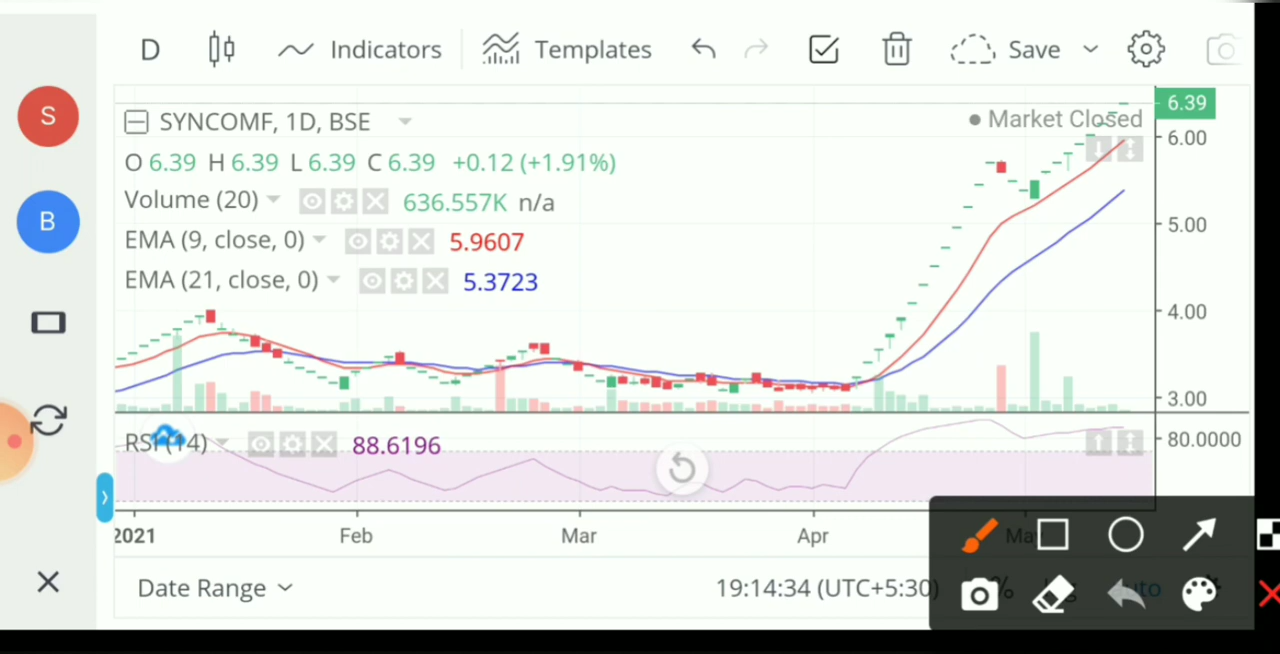 D Indicators Templates Save
S
B
SYNCOMF, 1D, BSE
Market Closed
6.39
O 6.39 H 6.39 L 6.39 C 6.39 +0.12 (+1.91%)
Volume (20) 636.557K n/a
EMA (9, close, 0) 5.9607
EMA (21, close, 0) 5.3723
6.00
5.00
4.00
3.00
RSI (14) 88.6196
80.0000
2021 Feb Mar Apr May
Date Range 19:14:34 (UTC+5:30) %